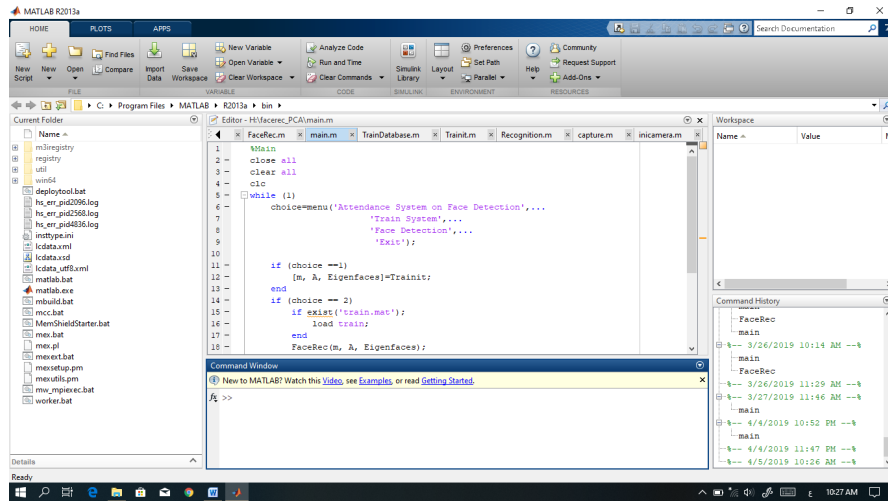 MATLAB R2013a
HOME PLOTS APPS
Search Documentation
New Script
New
Open
Find Files
Compare
Import Data
Save Workspace
New Variable
Open Variable
Clear Workspace
Analyze Code
Run and Time
Clear Commands
Simulink Library
Layout
Preferences
Set Path
Parallel
Help
Community
Request Support
Add-Ons
FILE VARIABLE CODE SIMULINK ENVIRONMENT RESOURCES
C: Program Files MATLAB R2013a bin
Current Folder
Name
m3iregistry
registry
util
win64
deploytool.bat
hs_err_pid2096.log
hs_err_pid2568.log
hs_err_pid4836.log
insttype.ini
lcdata.xml
lcdata.xsd
lcdata_utf8.xml
matlab.bat
matlab.exe
mbuild.bat
mcc.bat
MemShieldStarter.bat
mex.bat
mex.pl
mexext.bat
mexsetup.pm
mexutils.pm
mw_mpiexec.bat
worker.bat
Details
Editor - H:\facerec_PCA\main.m
FaceRec.m main.m TrainDatabase.m Trainit.m Recognition.m capture.m inicamera.m
1 %Main
2 - close all
3 - clear all
4 - clc
5 - while (1)
6 - choice=menu('Attendance System on Face Detection',...
7 'Train System',...
8 'Face Detection',...
9 'Exit');
10
11 - if (choice ==1)
12 - [m, A, Eigenfaces]=Trainit;
13 - end
14 - if (choice == 2)
15 - if exist('train.mat');
16 - load train;
17 - end
18 - FaceRec(m, A, Eigenfaces);
Command Window
New to MATLAB? Watch this Video, see Examples, or read Getting Started.
fx >>
Workspace
Name Value
Command History
main
FaceRec
main
%-- 3/26/2019 10:14 AM --%
main
FaceRec
%-- 3/26/2019 11:29 AM --%
%-- 3/27/2019 11:46 AM --%
main
%-- 4/4/2019 10:52 PM --%
main
%-- 4/4/2019 11:47 PM --%
%-- 4/5/2019 10:26 AM --%
Ready
ع 10:27 AM